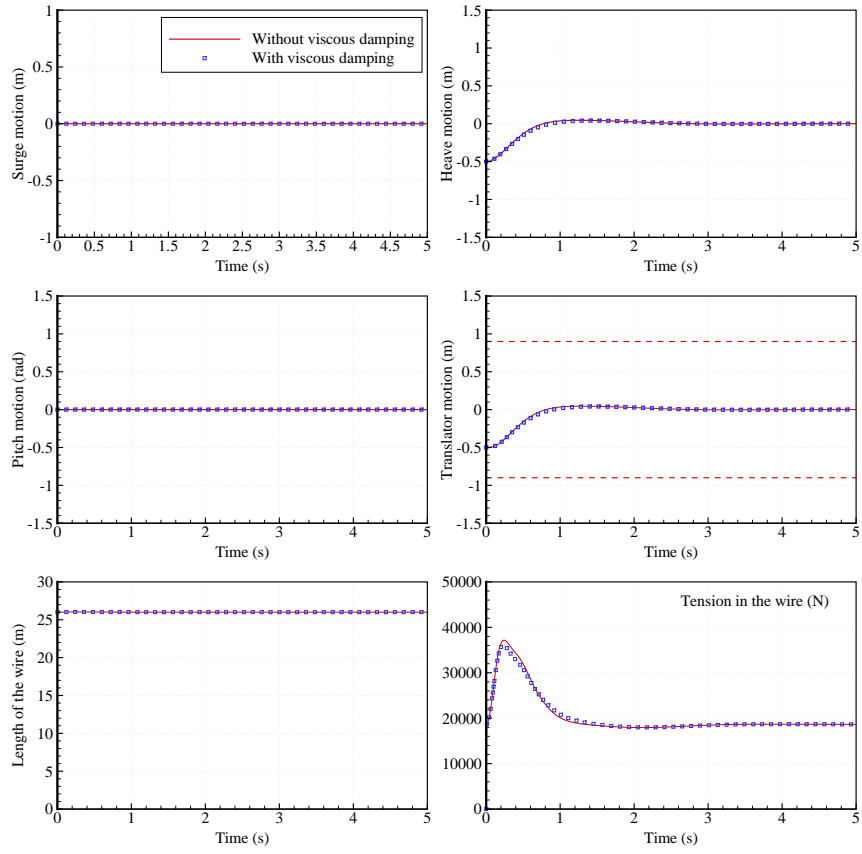 Surge motion (m)
1
0.5
0
-0.5
-1
Without viscous damping
With viscous damping
0 0.5 1 1.5 2 2.5 3 3.5 4 4.5 5
Time (s)
Heave motion (m)
1.5
1
0.5
0
-0.5
-1
-1.5
0 1 2 3 4 5
Time (s)
Pitch motion (rad)
1.5
1
0.5
0
-0.5
-1
-1.5
0 1 2 3 4 5
Time (s)
Translator motion (m)
1.5
1
0.5
0
-0.5
-1
-1.5
0 1 2 3 4 5
Time (s)
Length of the wire (m)
30
25
20
15
10
5
0
0 1 2 3 4 5
Time (s)
Tension in the wire (N)
50000
40000
30000
20000
10000
0
0 1 2 3 4 5
Time (s)